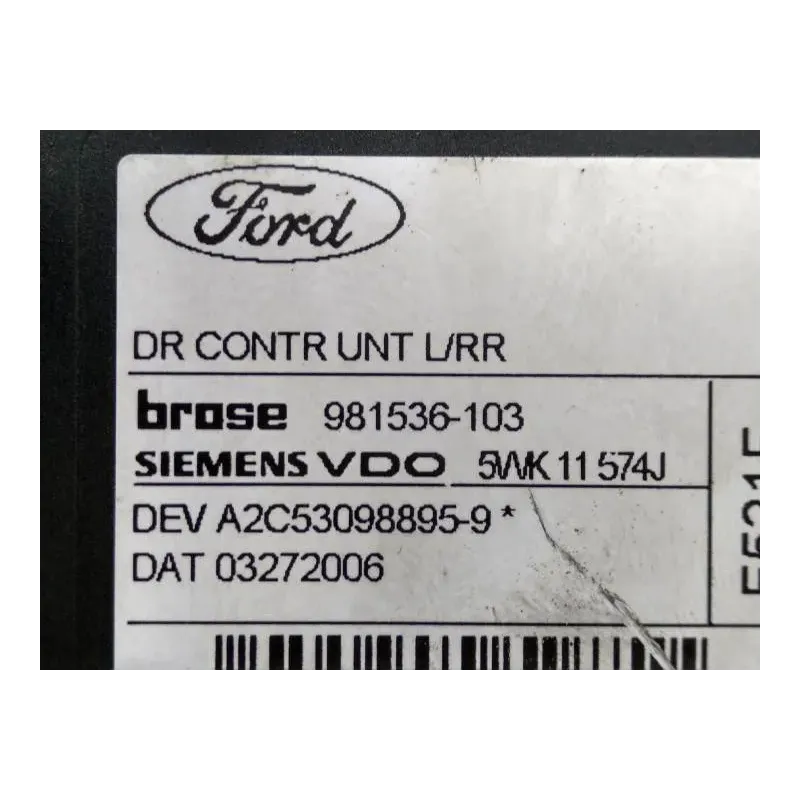 Ford
DR CONTR UNT L/RR
brose 981536-103
SIEMENS VDO 5WK 11 574J
DEV A2C53098895-9 *
DAT 03272006